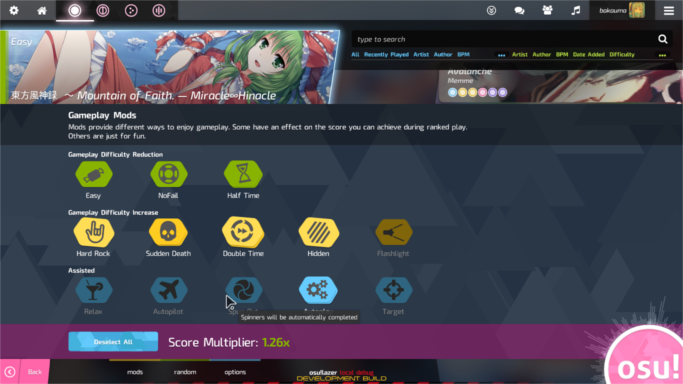 bakaumo
type to search
All Recently Played Artist Author BPM ... Artist Author BPM Date Added Difficulty ...
Easy
東方風神録 ～ Mountain of Faith. — Miracle∞Hinacle
Avalanche
Memme
Gameplay Mods
Mods provide different ways to enjoy gameplay. Some have an effect on the score you can achieve during ranked play.
Others are just for fun.
Gameplay Difficulty Reduction
Easy NoFail Half Time
Gameplay Difficulty Increase
Hard Rock Sudden Death Double Time Hidden Flashlight
Assisted
Relax Autopilot Target
Spinners will be automatically completed
Deselect All Score Multiplier: 1.26x
Back mods random options
osu!lazer local debug
DEVELOPMENT BUILD
osu!